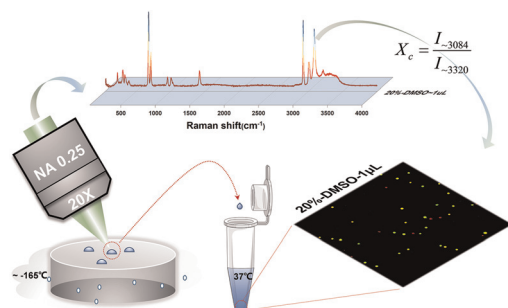 X_c = I_~3084 / I_~3320
20%-DMSO~1uL
500 1000 1500 2000 2500 3000 3500 4000
Raman shift(cm⁻¹)
NA 0.25
20X
20%-DMSO-1μL
~ -165℃
37℃